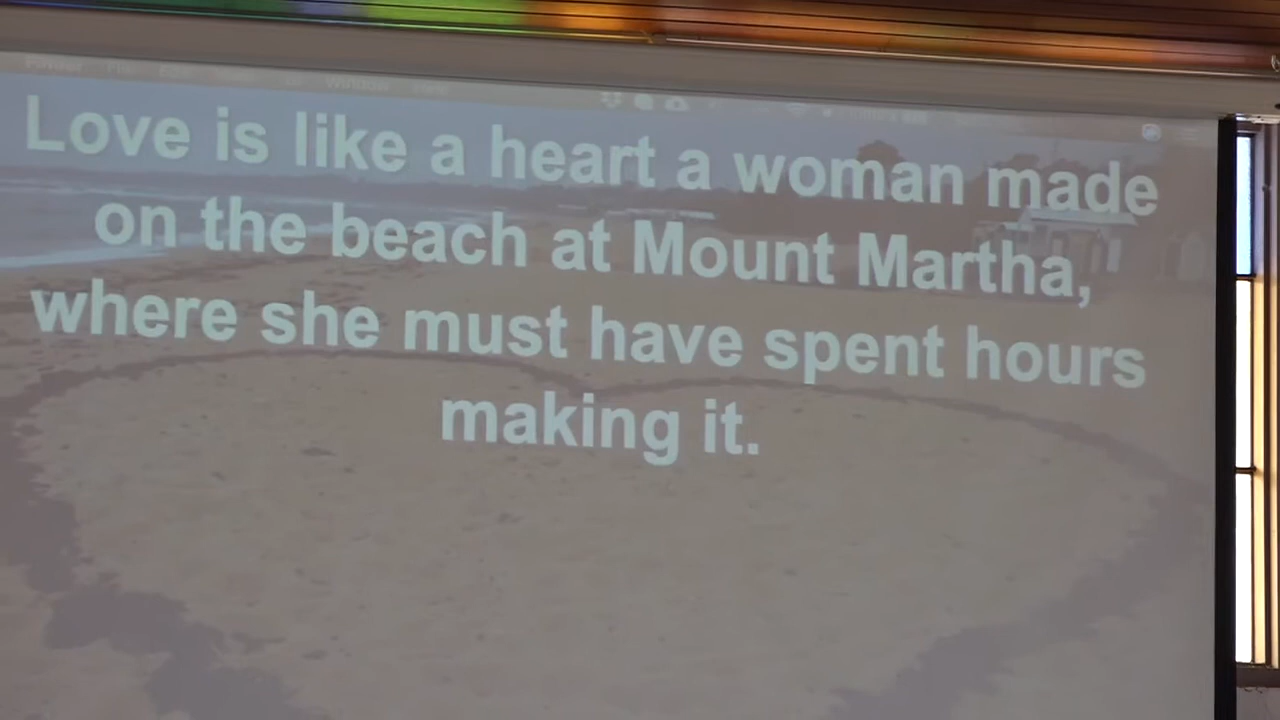 Window
Love is like a heart a woman made
on the beach at Mount Martha,
where she must have spent hours
making it.